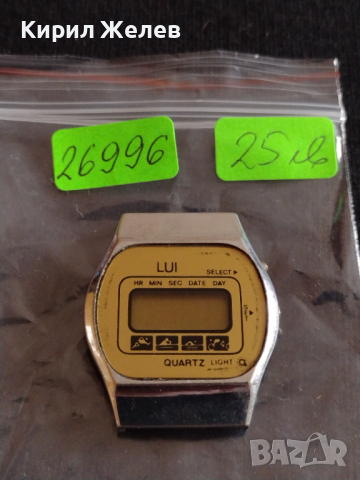 Кирил Желев
26996
25лв
LUI
SELECT
HR MIN SEC DATE DAY
QUARTZ LIGHT
BAZAR